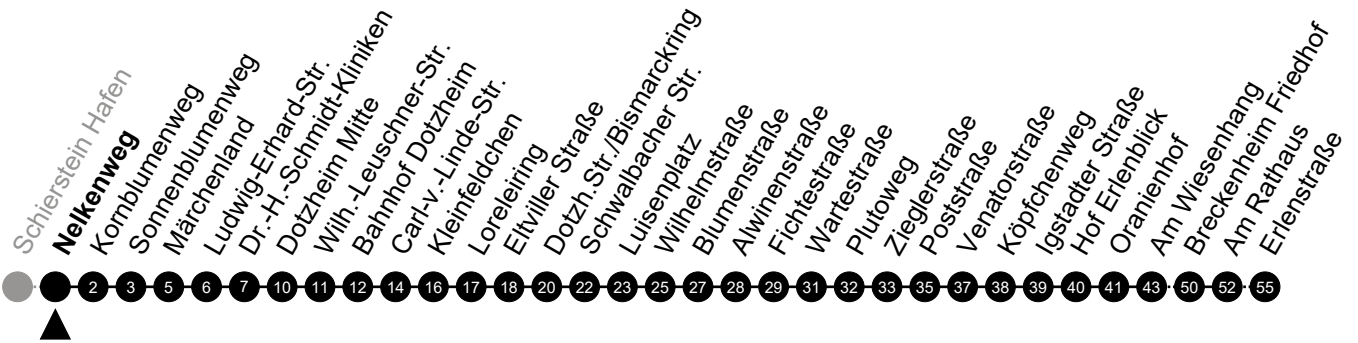 Schierstein Hafen
Nelkenweg
Kornblumenweg
Sonnenblumenweg
Märchenland
Ludwig-Erhard-Str.
Dr.-H.-Schmidt-Kliniken
Dotzheim Mitte
Wilh.-Leuschner-Str.
Bahnhof Dotzheim
Carl-v.-Linde-Str.
Kleinfeldchen
Loreleiring
Eltviller Straße
Dotzh.Str./Bismarckring
Schwalbacher Str.
Luisenplatz
Wilhelmstraße
Blumenstraße
Alwinenstraße
Fichtestraße
Wartestraße
Plutoweg
Zieglerstraße
Poststraße
Venatorstraße
Köpfchenweg
Igstadter Straße
Hof Erlenblick
Oranienhof
Am Wiesenhang
Breckenheim Friedhof
Am Rathaus
Erlenstraße
2 3 5 6 7 10 11 12 14 16 17 18 20 22 23 25 27 28 29 31 32 33 35 37 38 39 40 41 43 50 52 55